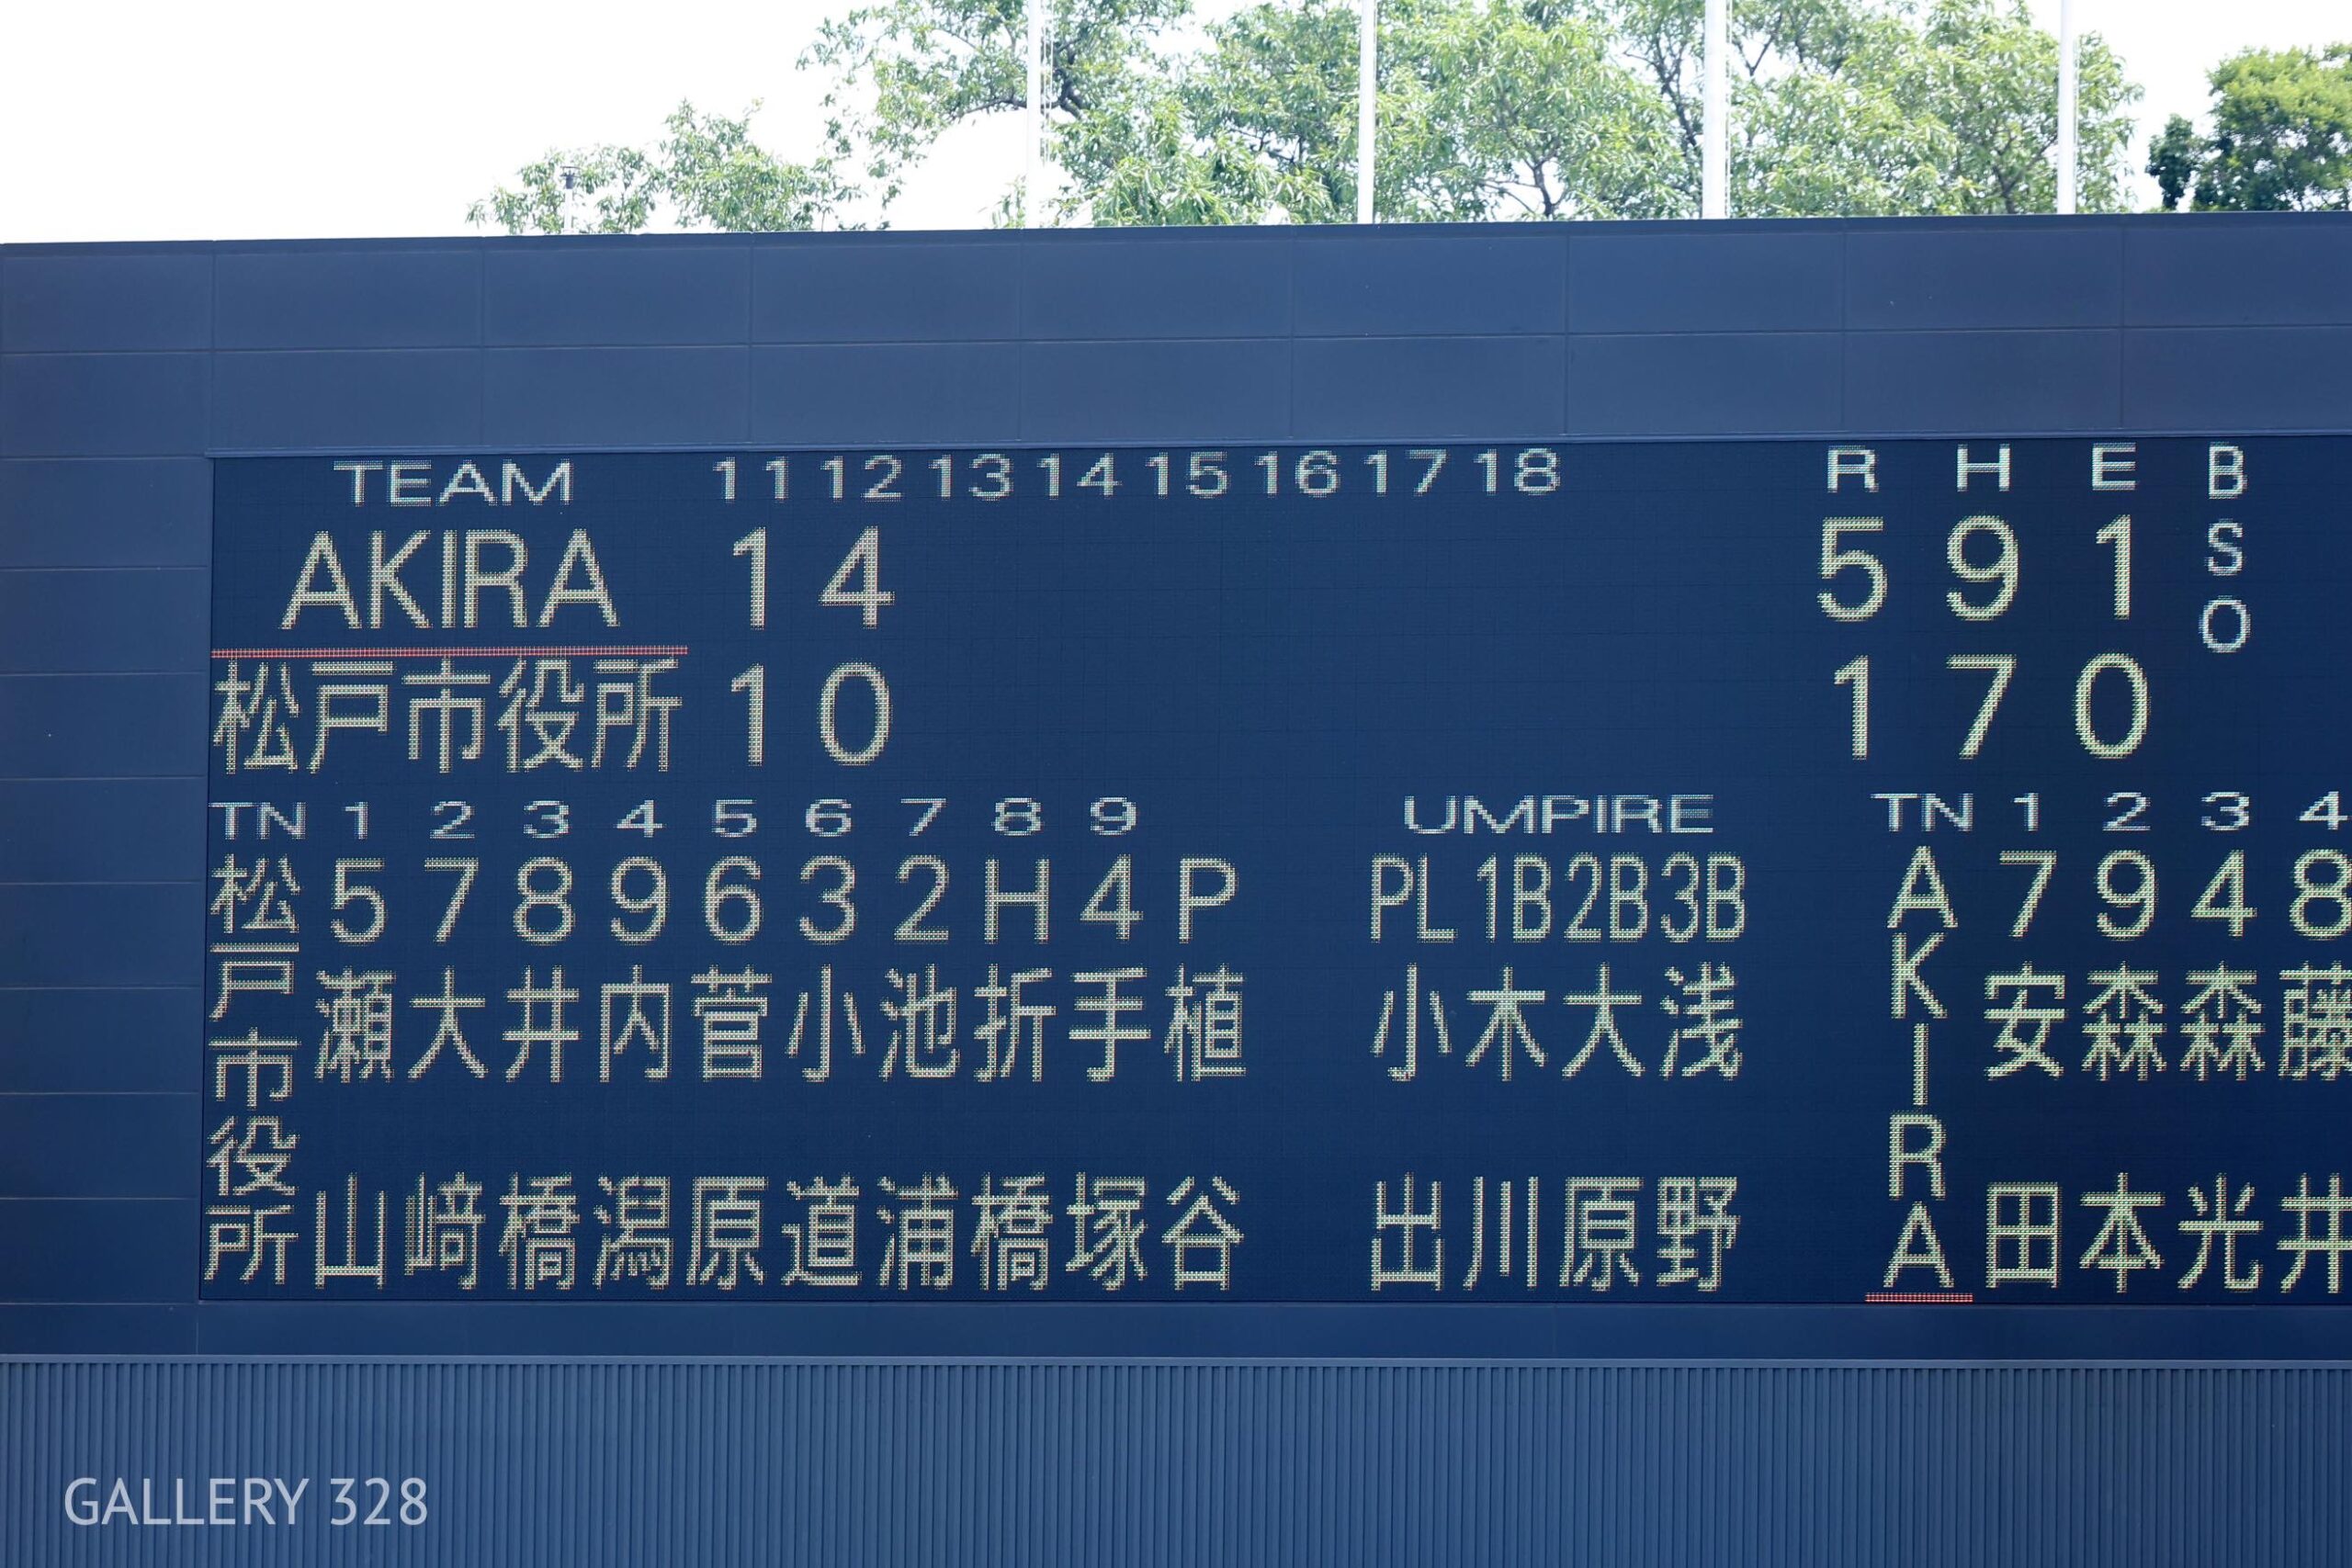 TEAM 11 12 13 14 15 16 17 18 R H E B
AKIRA 1 4 5 9 1 S
O
松戸市役所 1 0 1 7 0
TN 1 2 3 4 5 6 7 8 9 UMPIRE TN 1 2 3 4
松戸市役所 5 7 8 9 6 3 2 H 4 P PL 1B 2B 3B AKIRA 7 9 4 8
瀬 大 井 内 菅 小 池 折 手 植 小 木 大 浅 安 森 森 藤
山 﨑 橋 潟 原 道 浦 橋 塚 谷 出 川 原 野 田 本 光 井
GALLERY 328